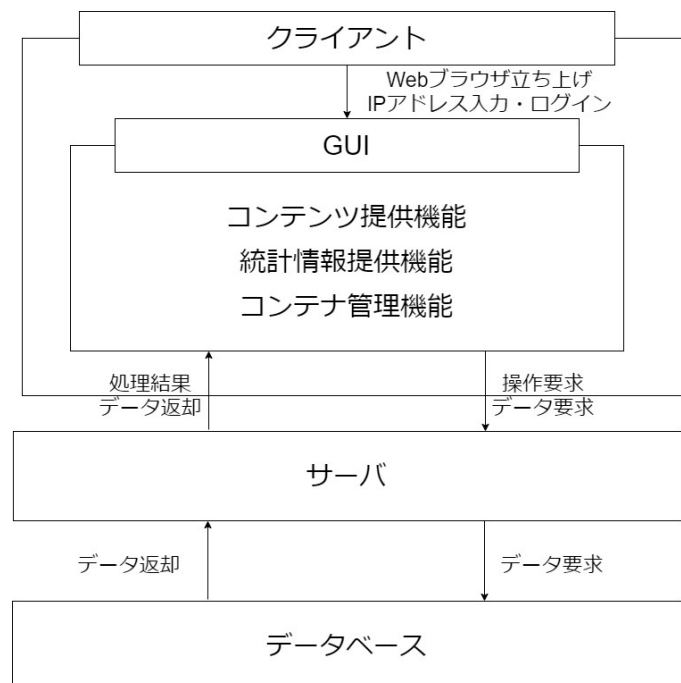 クライアント
Webブラウザ立ち上げ
IPアドレス入力・ログイン
GUI
コンテンツ提供機能
統計情報提供機能
コンテナ管理機能
処理結果
データ返却
操作要求
データ要求
サーバ
データ返却
データ要求
データベース